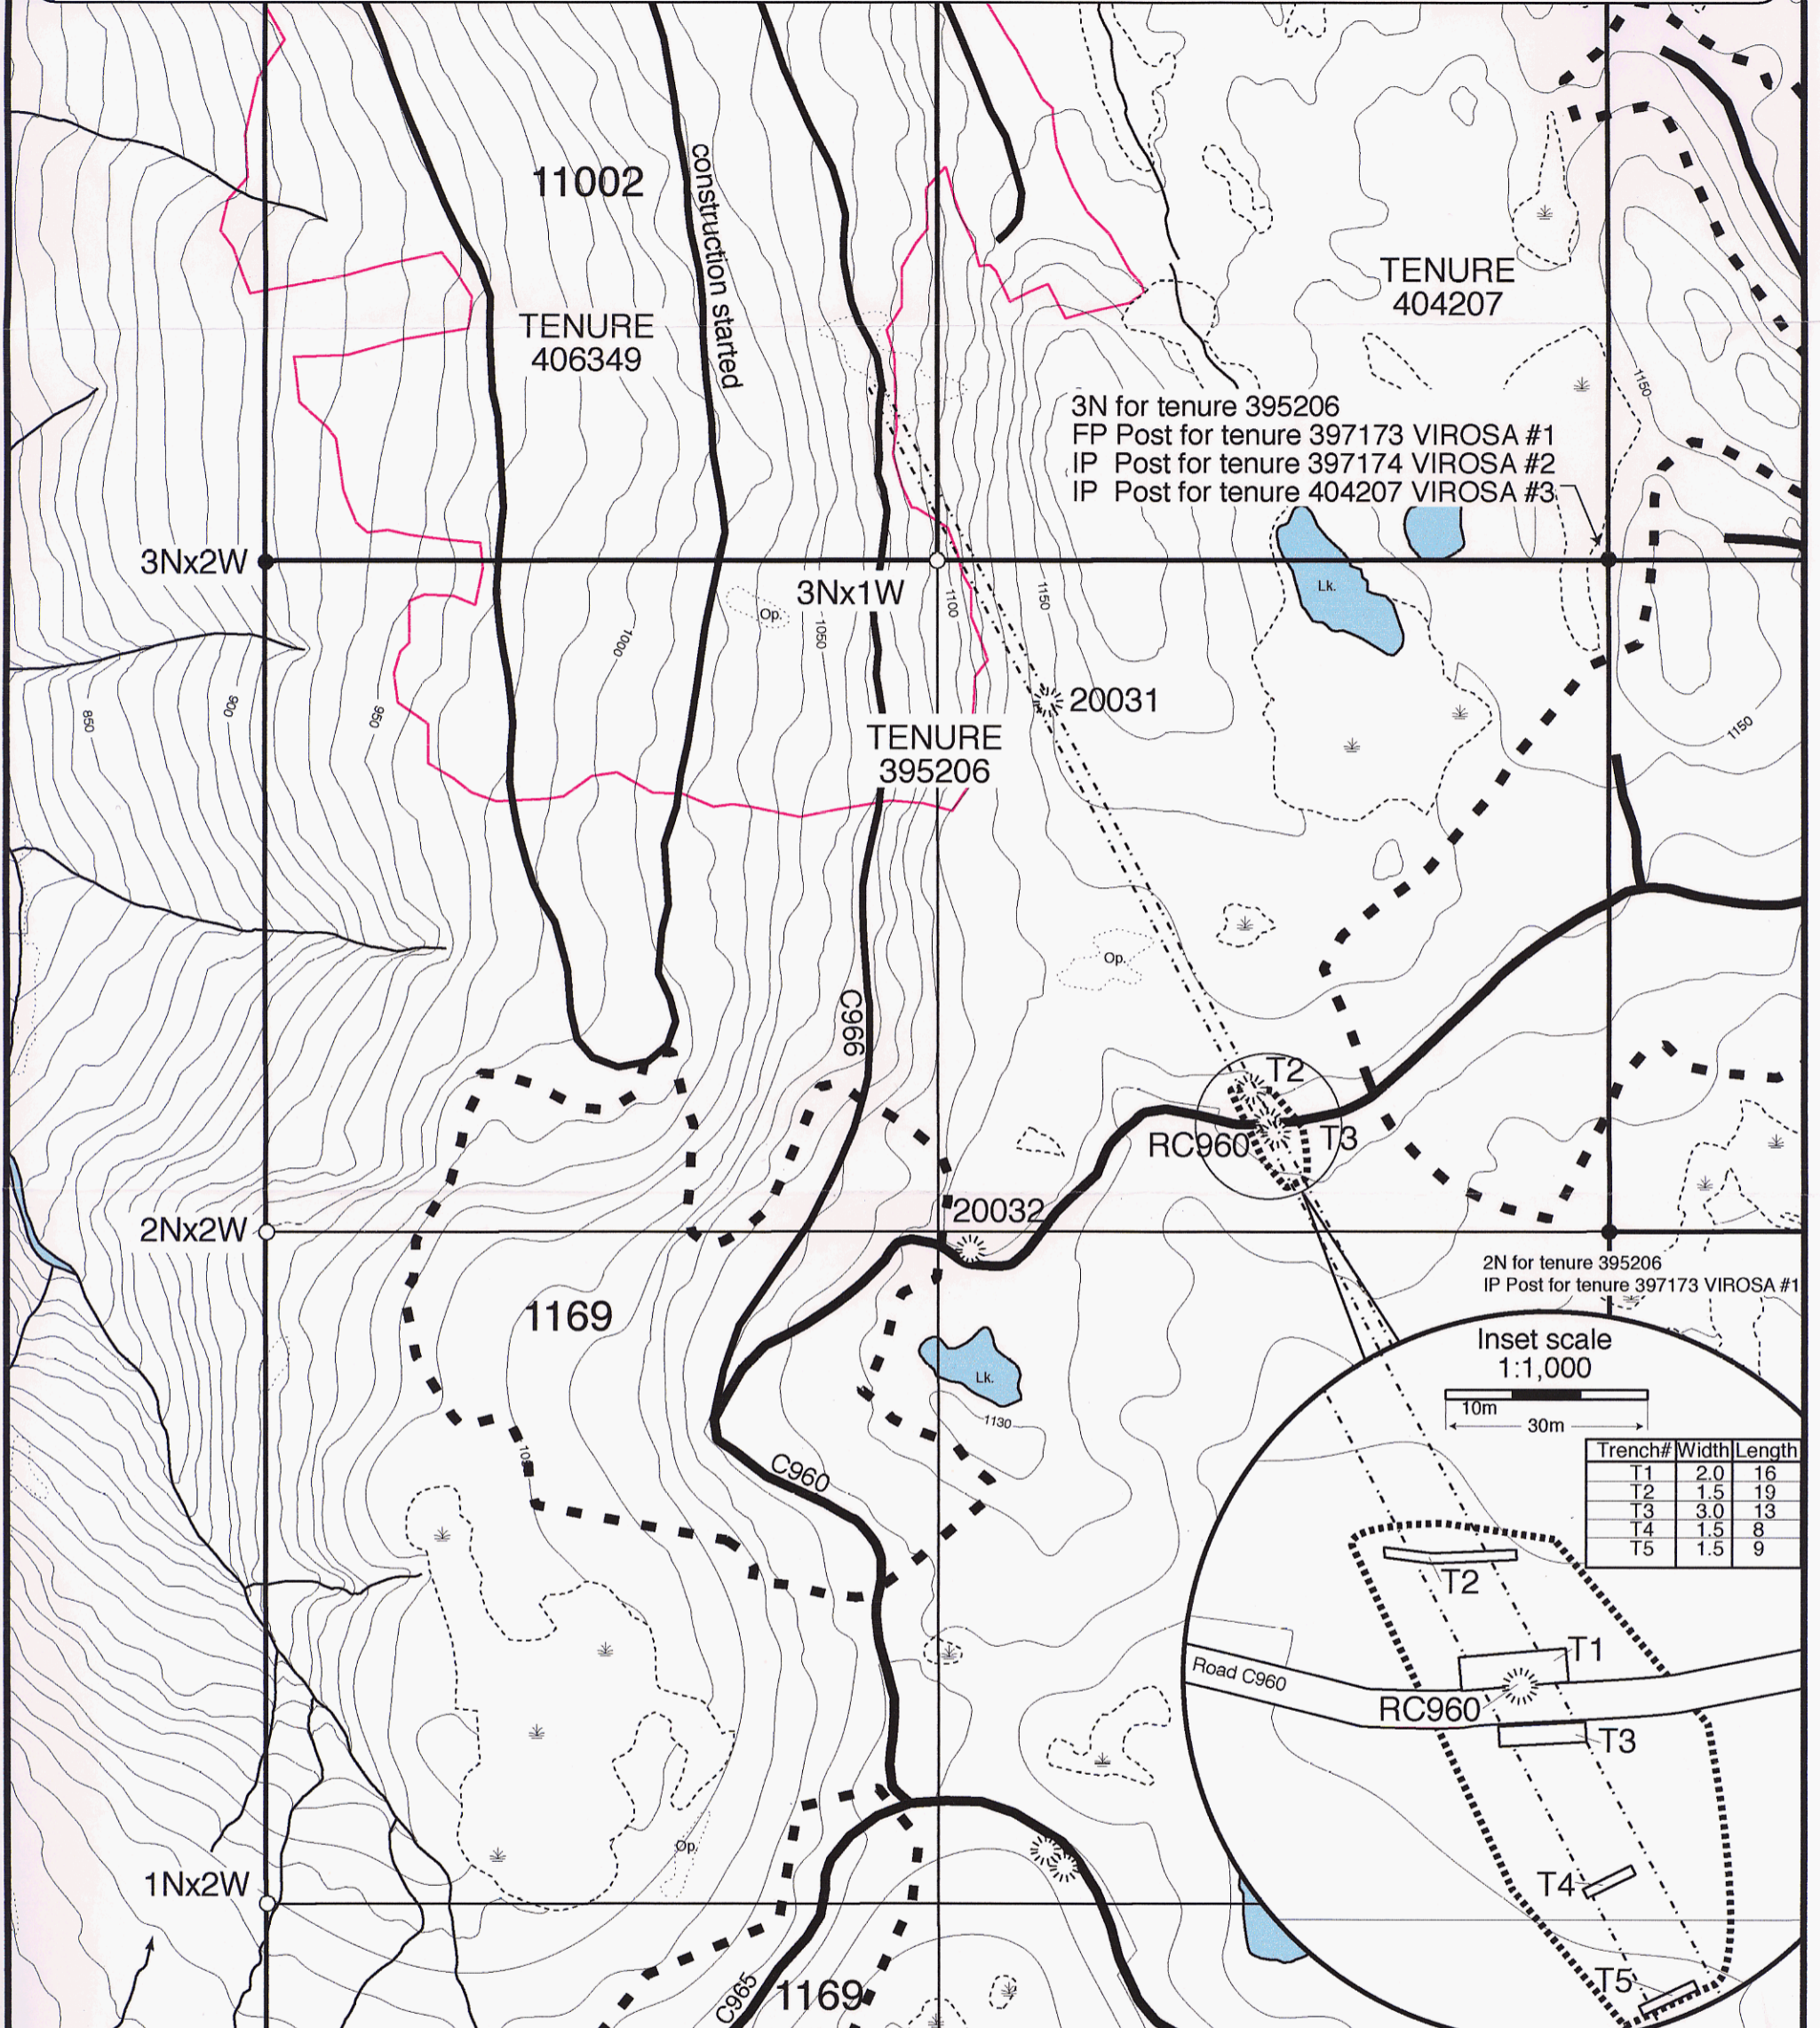 11002
construction started
TENURE
404207
TENURE
406349
1150
3N for tenure 395206
FP Post for tenure 397173 VIROSA #1
IP Post for tenure 397174 VIROSA #2
IP Post for tenure 404207 VIROSA #3
3Nx2W
3Nx1W
Lk.
Op.
1100
1150
1050
1000
950
900
850
20031
1150
TENURE
395206
Op.
C966
T2
RC960
T3
20032
2Nx2W
2N for tenure 395206
IP Post for tenure 397173 VIROSA #1
1169
Lk.
1130
C960
Inset scale
1:1,000
10m
30m
Trench# Width Length
T1 2.0 16
T2 1.5 19
T3 3.0 13
T4 1.5 8
T5 1.5 9
T2
T1
Road C960
RC960
T3
Op.
T4
1Nx2W
T5
C965
1169